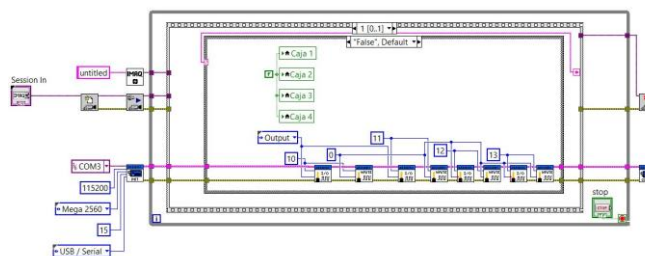 1 [0..1]
"False", Default
Caja 1
Session In
untitled
IMAQ
F
Caja 2
Caja 3
Caja 4
Output
11
COM3
10
0
12
13
115200
stop
Mega 2560
15
i
USB / Serial